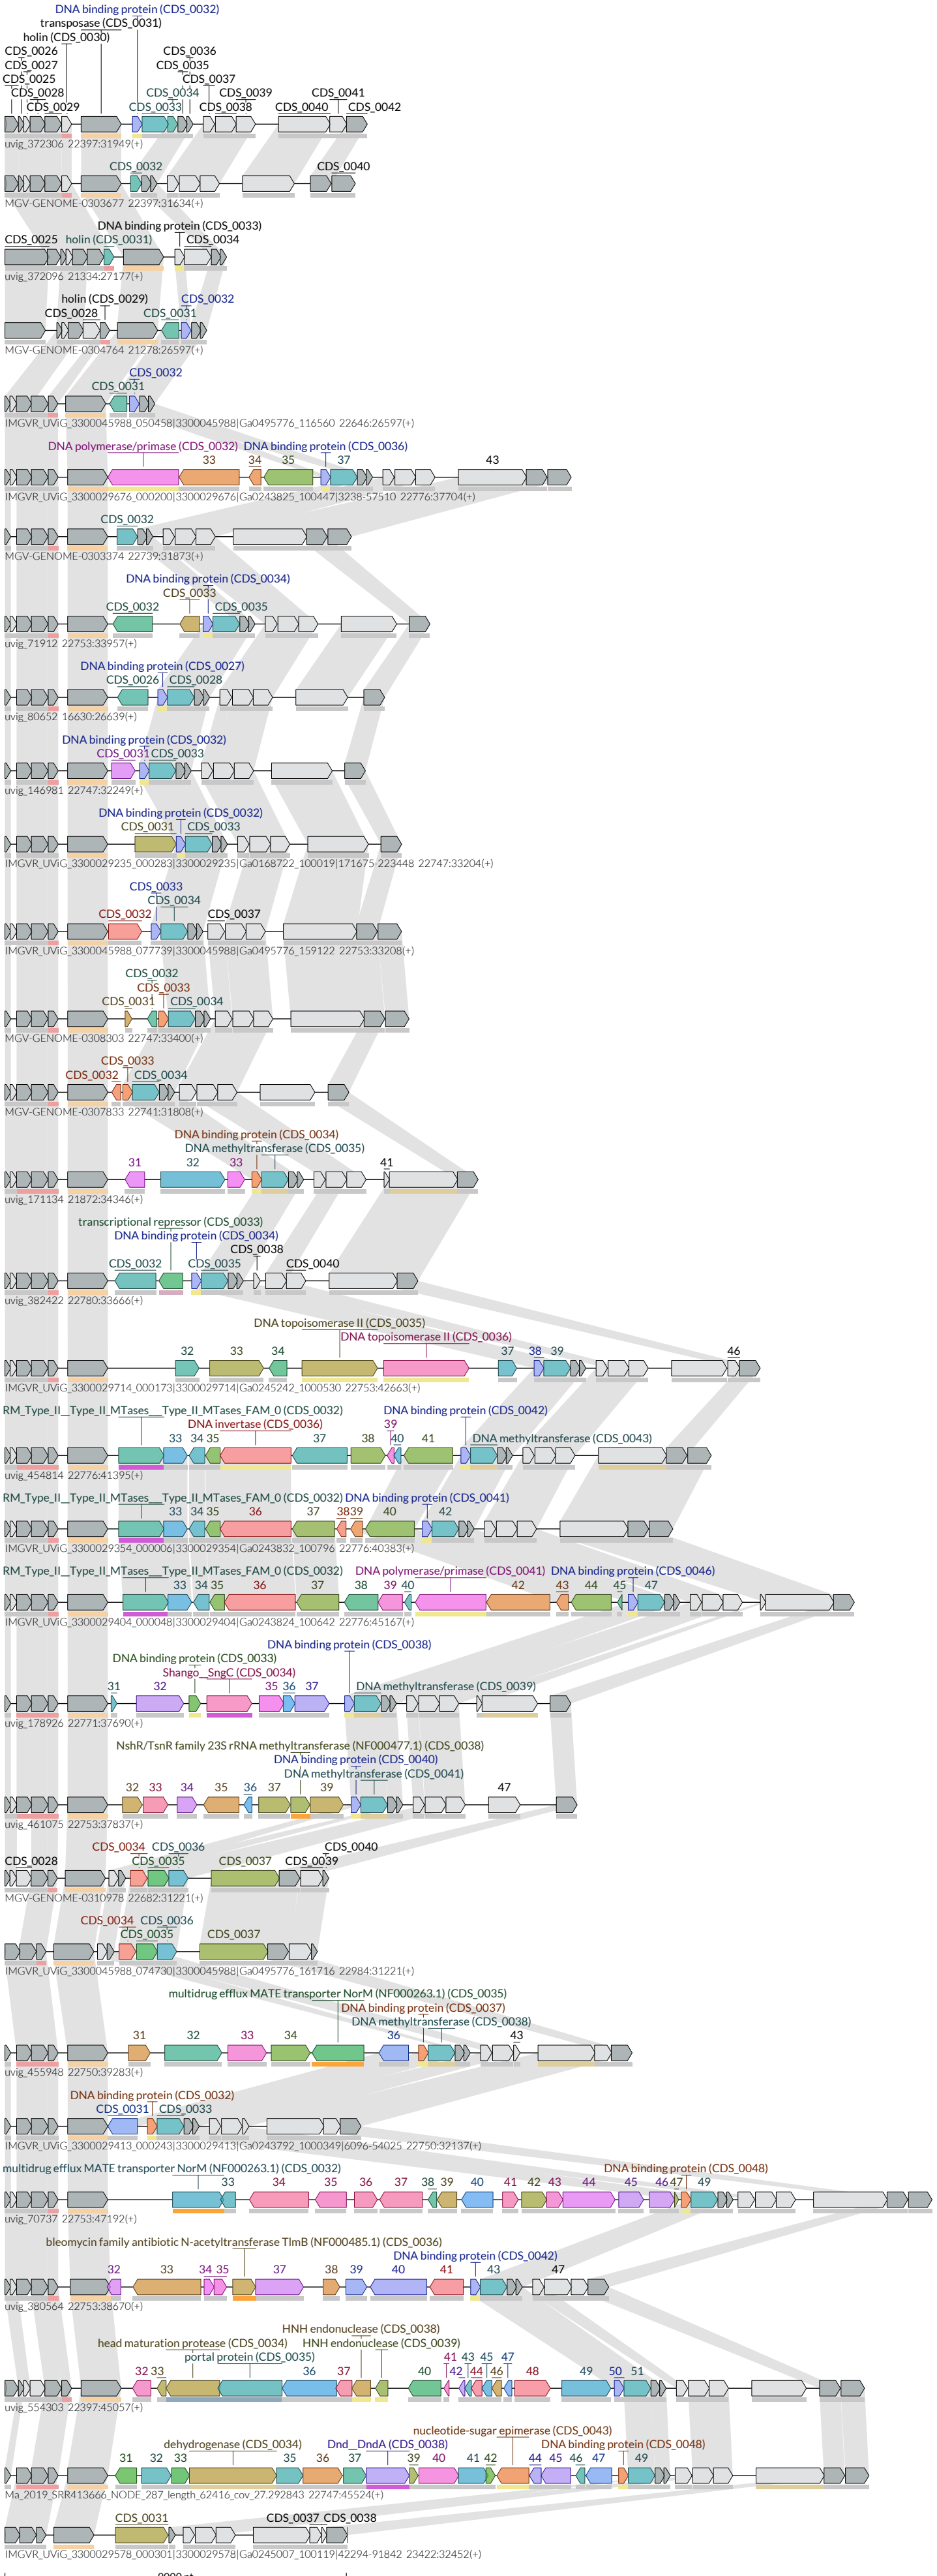 DNA binding protein (CDS_0032)
transposase (CDS_0031)
holin (CDS_0030)
CDS_0026 CDS_0036
CDS_0027 CDS_0035
CDS_0025 CDS_0037
CDS_0028 CDS_0034 CDS_0039 CDS_0041
CDS_0029 CDS_0033 CDS_0038 CDS_0040 CDS_0042
uvig_372306 22397:31949(+)
CDS_0032 CDS_0040
MGV-GENOME-0303677 22397:31634(+)
DNA binding protein (CDS_0033)
CDS_0025 holin (CDS_0031) CDS_0034
uvig_372096 21334:27177(+)
holin (CDS_0029) CDS_0032
CDS_0028 CDS_0031
MGV-GENOME-0304764 21278:26597(+)
CDS_0032
CDS_0031
IMGVR_UViG_3300045988_050458|3300045988|Ga0495776_116560 22646:26597(+)
DNA polymerase/primase (CDS_0032) DNA binding protein (CDS_0036)
33 34 35 37 43
IMGVR_UViG_3300029676_000200|3300029676|Ga0243825_100447|3238-57510 22776:37704(+)
CDS_0032
MGV-GENOME-0303374 22739:31873(+)
DNA binding protein (CDS_0034)
CDS_0033
CDS_0032 CDS_0035
uvig_71912 22753:33957(+)
DNA binding protein (CDS_0027)
CDS_0026 CDS_0028
uvig_80652 16630:26639(+)
DNA binding protein (CDS_0032)
CDS_0031 CDS_0033
uvig_146981 22747:32249(+)
DNA binding protein (CDS_0032)
CDS_0031 CDS_0033
IMGVR_UViG_3300029235_000283|3300029235|Ga0168722_100019|171675-223448 22747:33204(+)
CDS_0033
CDS_0034
CDS_0032 CDS_0037
IMGVR_UViG_3300045988_077739|3300045988|Ga0495776_159122 22753:33208(+)
CDS_0032
CDS_0033
CDS_0031 CDS_0034
MGV-GENOME-0308303 22747:33400(+)
CDS_0033
CDS_0032 CDS_0034
MGV-GENOME-0307833 22741:31808(+)
DNA binding protein (CDS_0034)
DNA methyltransferase (CDS_0035)
31 32 33 41
uvig_171134 21872:34346(+)
transcriptional repressor (CDS_0033)
DNA binding protein (CDS_0034)
CDS_0038
CDS_0032 CDS_0035 CDS_0040
uvig_382422 22780:33666(+)
DNA topoisomerase II (CDS_0035)
DNA topoisomerase II (CDS_0036)
32 33 34 37 38 39 46
IMGVR_UViG_3300029714_000173|3300029714|Ga0245242_1000530 22753:42663(+)
RM_Type_II__Type_II_MTases___Type_II_MTases_FAM_0 (CDS_0032) DNA binding protein (CDS_0042)
DNA invertase (CDS_0036) 39
33 34 35 37 38 40 41 DNA methyltransferase (CDS_0043)
uvig_454814 22776:41395(+)
RM_Type_II__Type_II_MTases___Type_II_MTases_FAM_0 (CDS_0032) DNA binding protein (CDS_0041)
33 34 35 36 37 38 39 40 42
IMGVR_UViG_3300029354_000006|3300029354|Ga0243832_100796 22776:40383(+)
RM_Type_II__Type_II_MTases___Type_II_MTases_FAM_0 (CDS_0032) DNA polymerase/primase (CDS_0041) DNA binding protein (CDS_0046)
33 34 35 36 37 38 39 40 42 43 44 45 47
IMGVR_UViG_3300029404_000048|3300029404|Ga0243824_100642 22776:45167(+)
DNA binding protein (CDS_0038)
DNA binding protein (CDS_0033)
Shango__SngC (CDS_0034)
31 32 35 36 37 DNA methyltransferase (CDS_0039)
uvig_178926 22771:37690(+)
NshR/TsnR family 23S rRNA methyltransferase (NF000477.1) (CDS_0038)
DNA binding protein (CDS_0040)
DNA methyltransferase (CDS_0041)
32 33 34 35 36 37 39 47
uvig_461075 22753:37837(+)
CDS_0034 CDS_0036 CDS_0040
CDS_0028 CDS_0035 CDS_0037 CDS_0039
MGV-GENOME-0310978 22682:31221(+)
CDS_0034 CDS_0036
CDS_0035 CDS_0037
IMGVR_UViG_3300045988_074730|3300045988|Ga0495776_161716 22984:31221(+)
multidrug efflux MATE transporter NorM (NF000263.1) (CDS_0035)
DNA binding protein (CDS_0037)
DNA methyltransferase (CDS_0038)
31 32 33 34 36 43
uvig_455948 22750:39283(+)
DNA binding protein (CDS_0032)
CDS_0031 CDS_0033
IMGVR_UViG_3300029413_000243|3300029413|Ga0243792_1000349|6096-54025 22750:32137(+)
multidrug efflux MATE transporter NorM (NF000263.1) (CDS_0032) DNA binding protein (CDS_0048)
33 34 35 36 37 38 39 40 41 42 43 44 45 46 47 49
uvig_70737 22753:47192(+)
bleomycin family antibiotic N-acetyltransferase TlmB (NF000485.1) (CDS_0036)
DNA binding protein (CDS_0042)
32 33 34 35 37 38 39 40 41 43 47
uvig_380564 22753:38670(+)
HNH endonuclease (CDS_0038)
head maturation protease (CDS_0034) HNH endonuclease (CDS_0039)
portal protein (CDS_0035) 41 43 45 47
32 33 36 37 40 42 44 46 48 49 50 51
uvig_554303 22397:45057(+)
nucleotide-sugar epimerase (CDS_0043)
dehydrogenase (CDS_0034) Dnd__DndA (CDS_0038) DNA binding protein (CDS_0048)
31 32 33 35 36 37 39 40 41 42 44 45 46 47 49
Ma_2019_SRR413666_NODE_287_length_62416_cov_27.292843 22747:45524(+)
CDS_0031 CDS_0037 CDS_0038
IMGVR_UViG_3300029578_000301|3300029578|Ga0245007_100119|42294-91842 23422:32452(+)